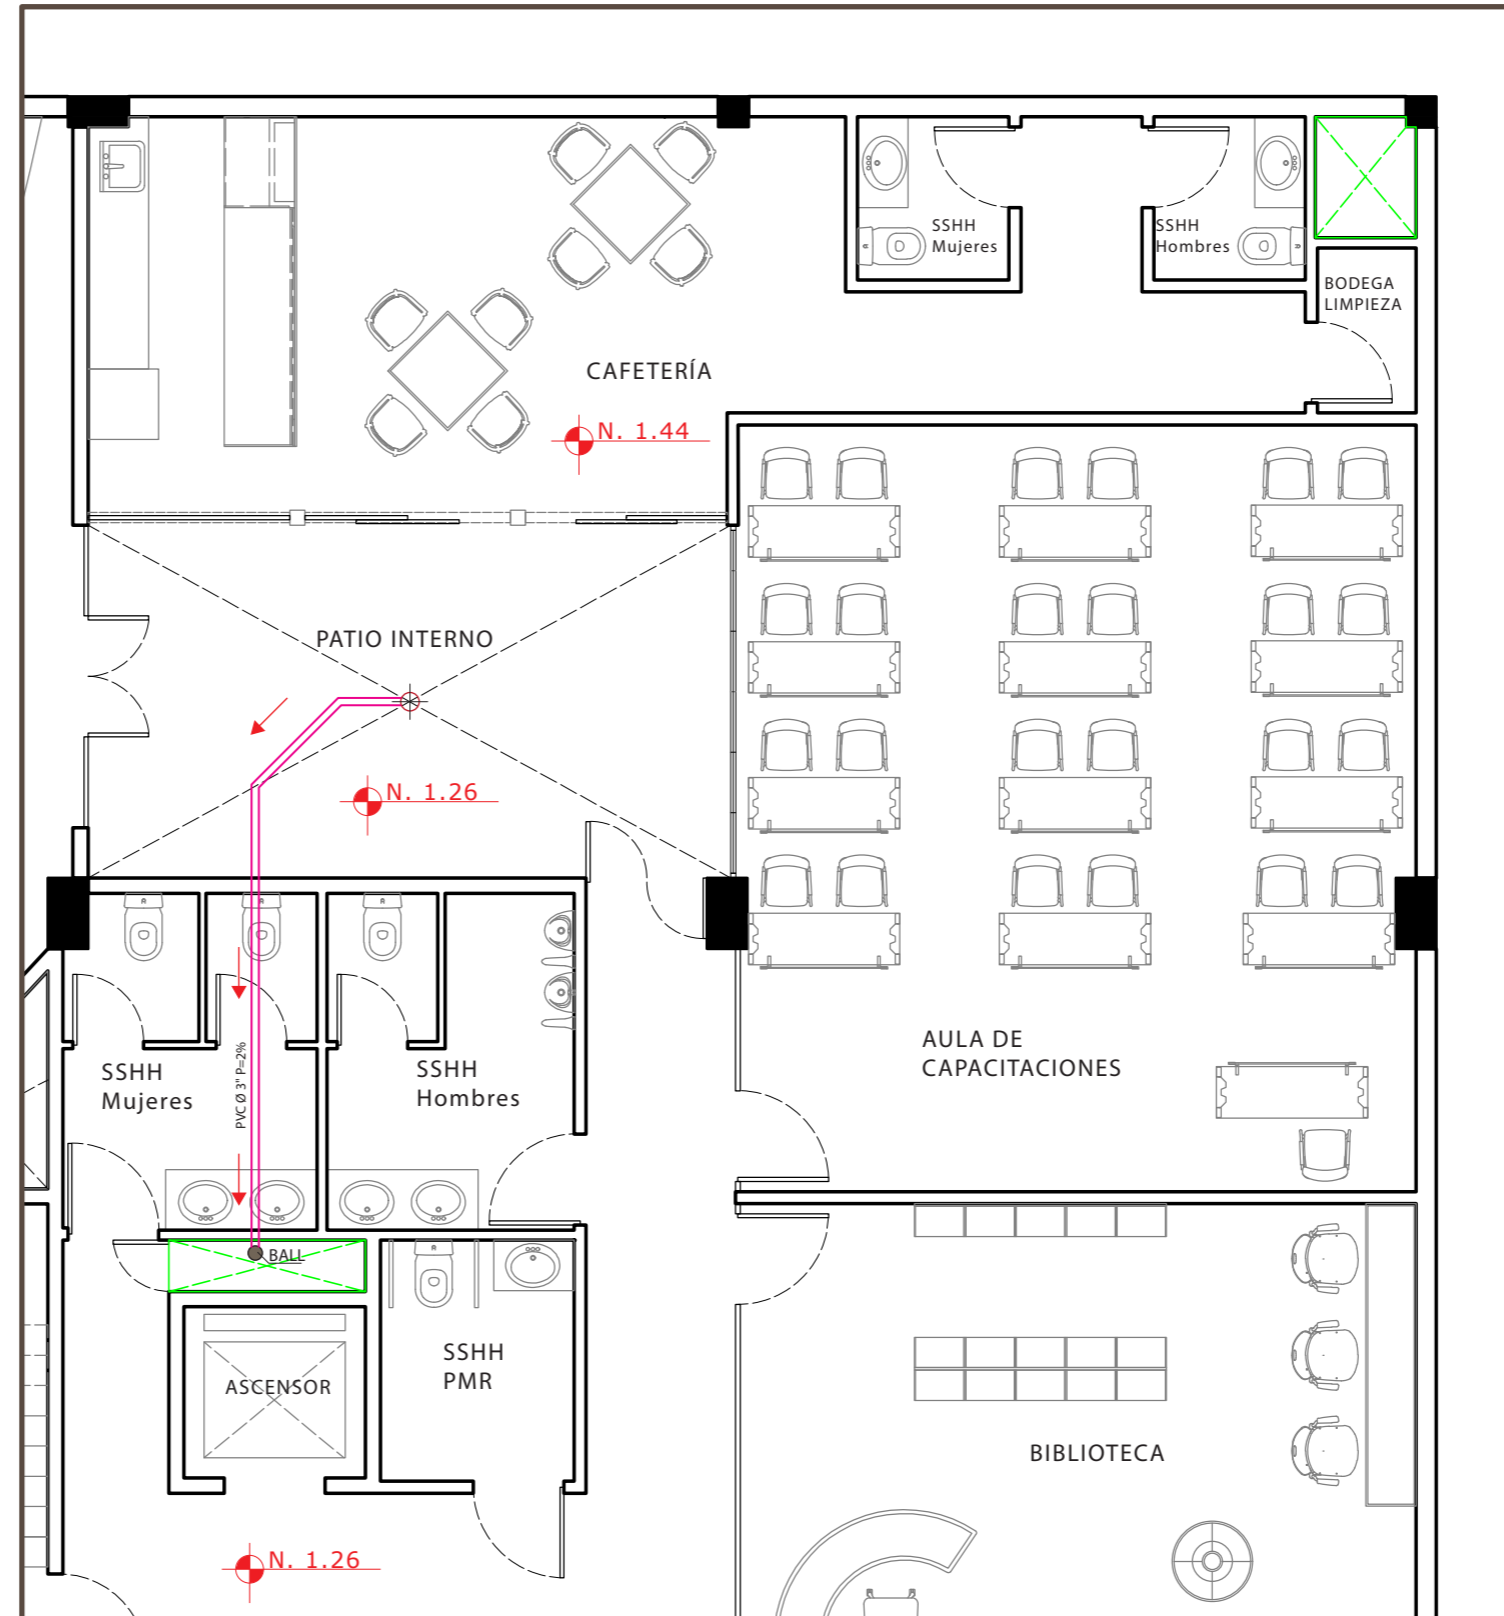 SSHH
Mujeres
SSHH
Hombres
BODEGA
LIMPIEZA
CAFETERÍA
N. 1.44
PATIO INTERNO
N. 1.26
AULA DE
CAPACITACIONES
SSHH
Mujeres
PVC Ø 3" P=2%
SSHH
Hombres
BALL
SSHH
PMR
ASCENSOR
BIBLIOTECA
N. 1.26